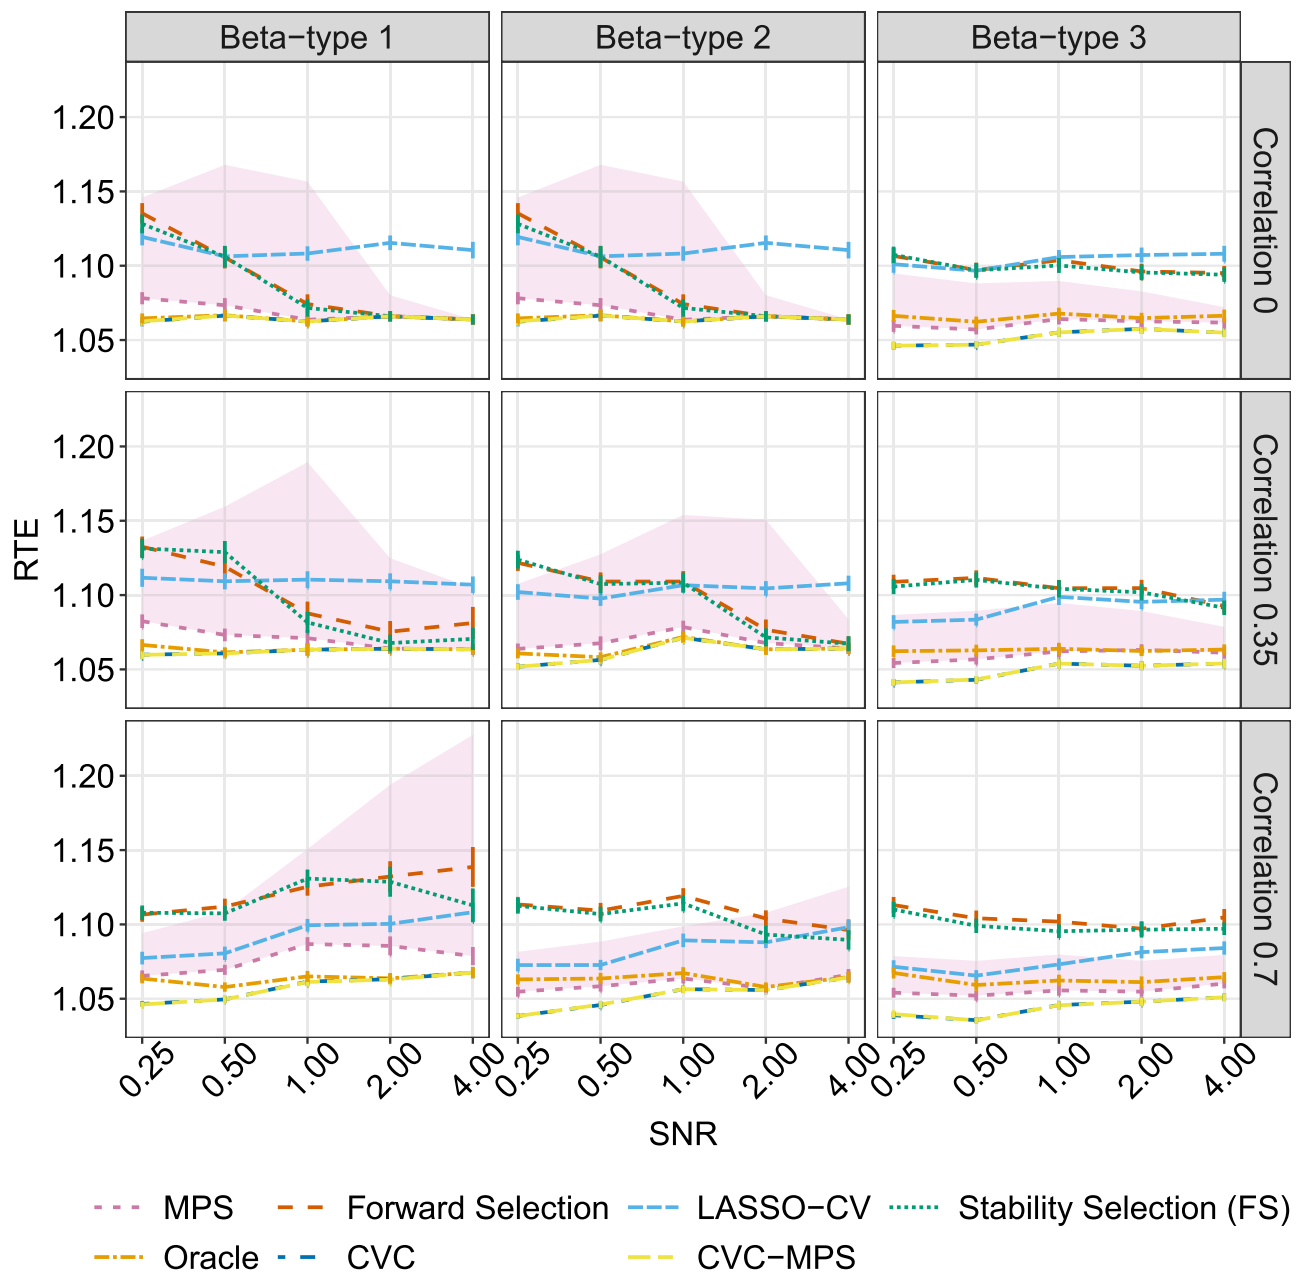 Beta−type 1 Beta−type 2 Beta−type 3
1.20
1.15
1.10
1.05
Correlation 0
1.20
1.15
1.10
1.05
Correlation 0.35
1.20
1.15
1.10
1.05
Correlation 0.7
RTE
0.25 0.50 1.00 2.00 4.00 0.25 0.50 1.00 2.00 4.00 0.25 0.50 1.00 2.00 4.00
SNR
MPS Forward Selection LASSO−CV Stability Selection (FS)
Oracle CVC CVC−MPS